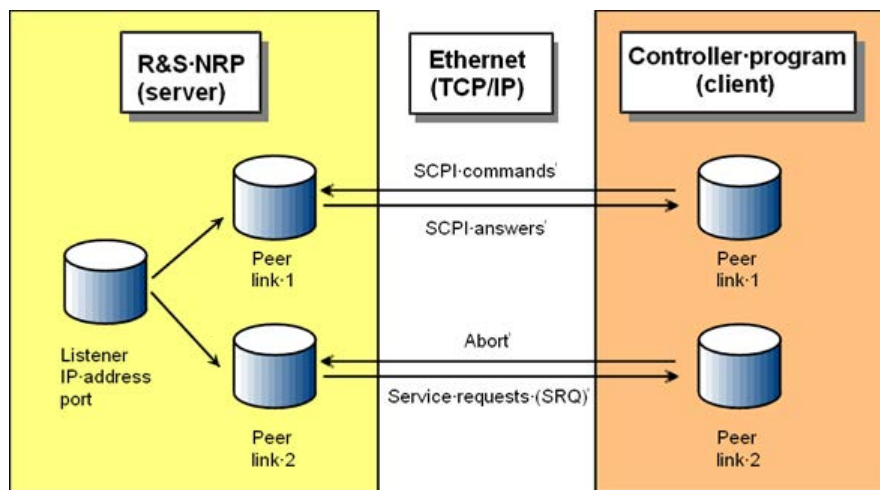 R&S·NRP
(server)
Ethernet
(TCP/IP)
Controller·program
(client)
SCPI·commands'
SCPI·answers'
Peer
link·1
Peer
link·1
Listener
IP·address
port
Abort'
Service·requests·(SRQ)'
Peer
link·2
Peer
link·2